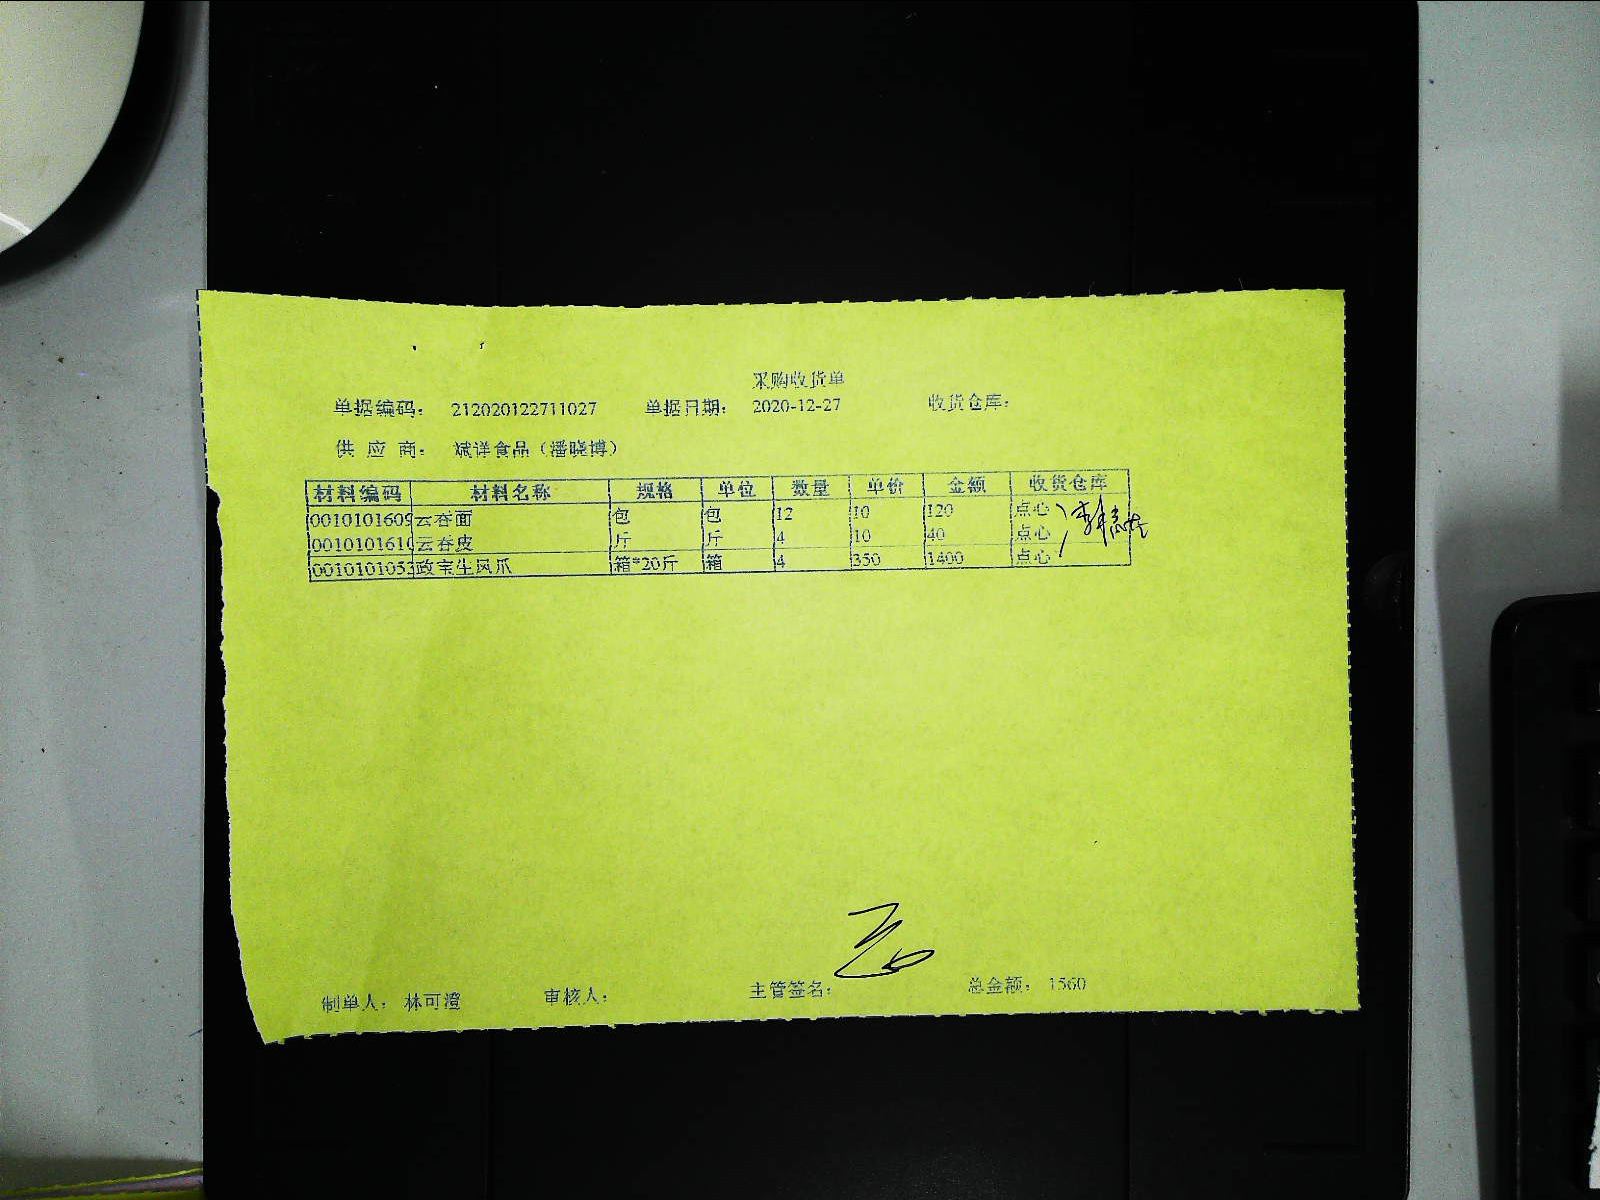 采购收货单
单据编码: 212020122711027 单据日期: 2020-12-27 收货仓库:
供 应 商: 斌洋食品(潘晓博)
材料编码 材料名称 规格 单位 数量 单价 金额 收货仓库
0010101609 云吞面 包 包 12 10 120 点心
0010101610 云吞皮 斤 斤 4 10 40 点心
0010101053 政宝生凤爪 箱*20斤 箱 4 350 1400 点心
制单人: 林可澄 审核人: 主管签名: 总金额: 1560